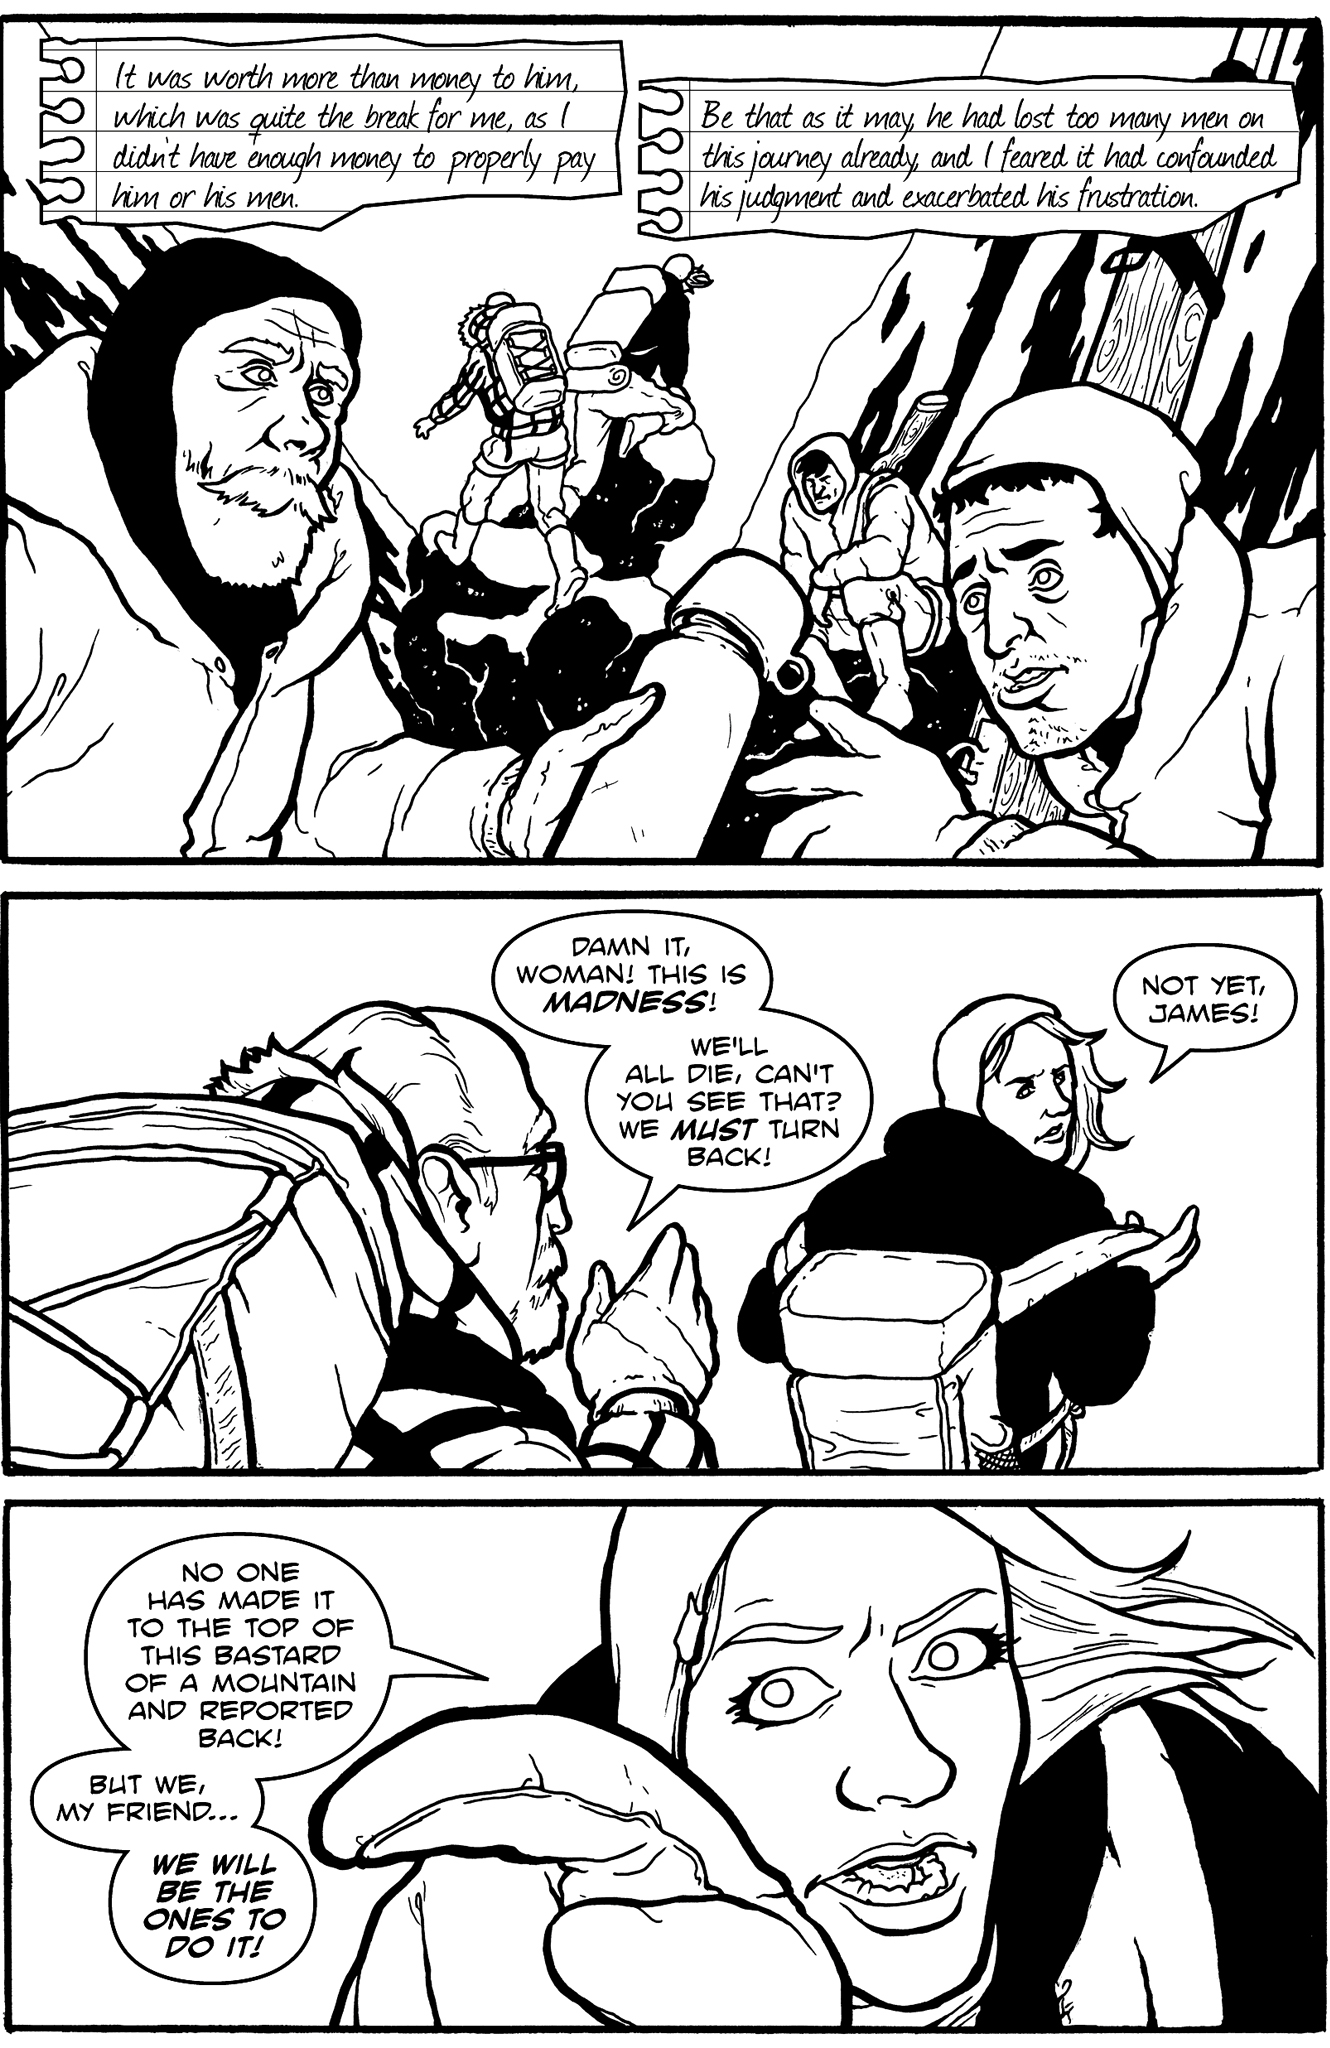 It was worth more than money to him,
which was quite the break for me, as I
didn't have enough money to properly pay
him or his men.
Be that as it may, he had lost too many men on
this journey already, and I feared it had confounded
his judgment and exacerbated his frustration.
DAMN IT,
WOMAN! THIS IS
MADNESS!
WE'LL
ALL DIE, CAN'T
YOU SEE THAT?
WE MUST TURN
BACK!
NOT YET,
JAMES!
NO ONE
HAS MADE IT
TO THE TOP OF
THIS BASTARD
OF A MOUNTAIN
AND REPORTED
BACK!
BUT WE,
MY FRIEND...
WE WILL
BE THE
ONES TO
DO IT!